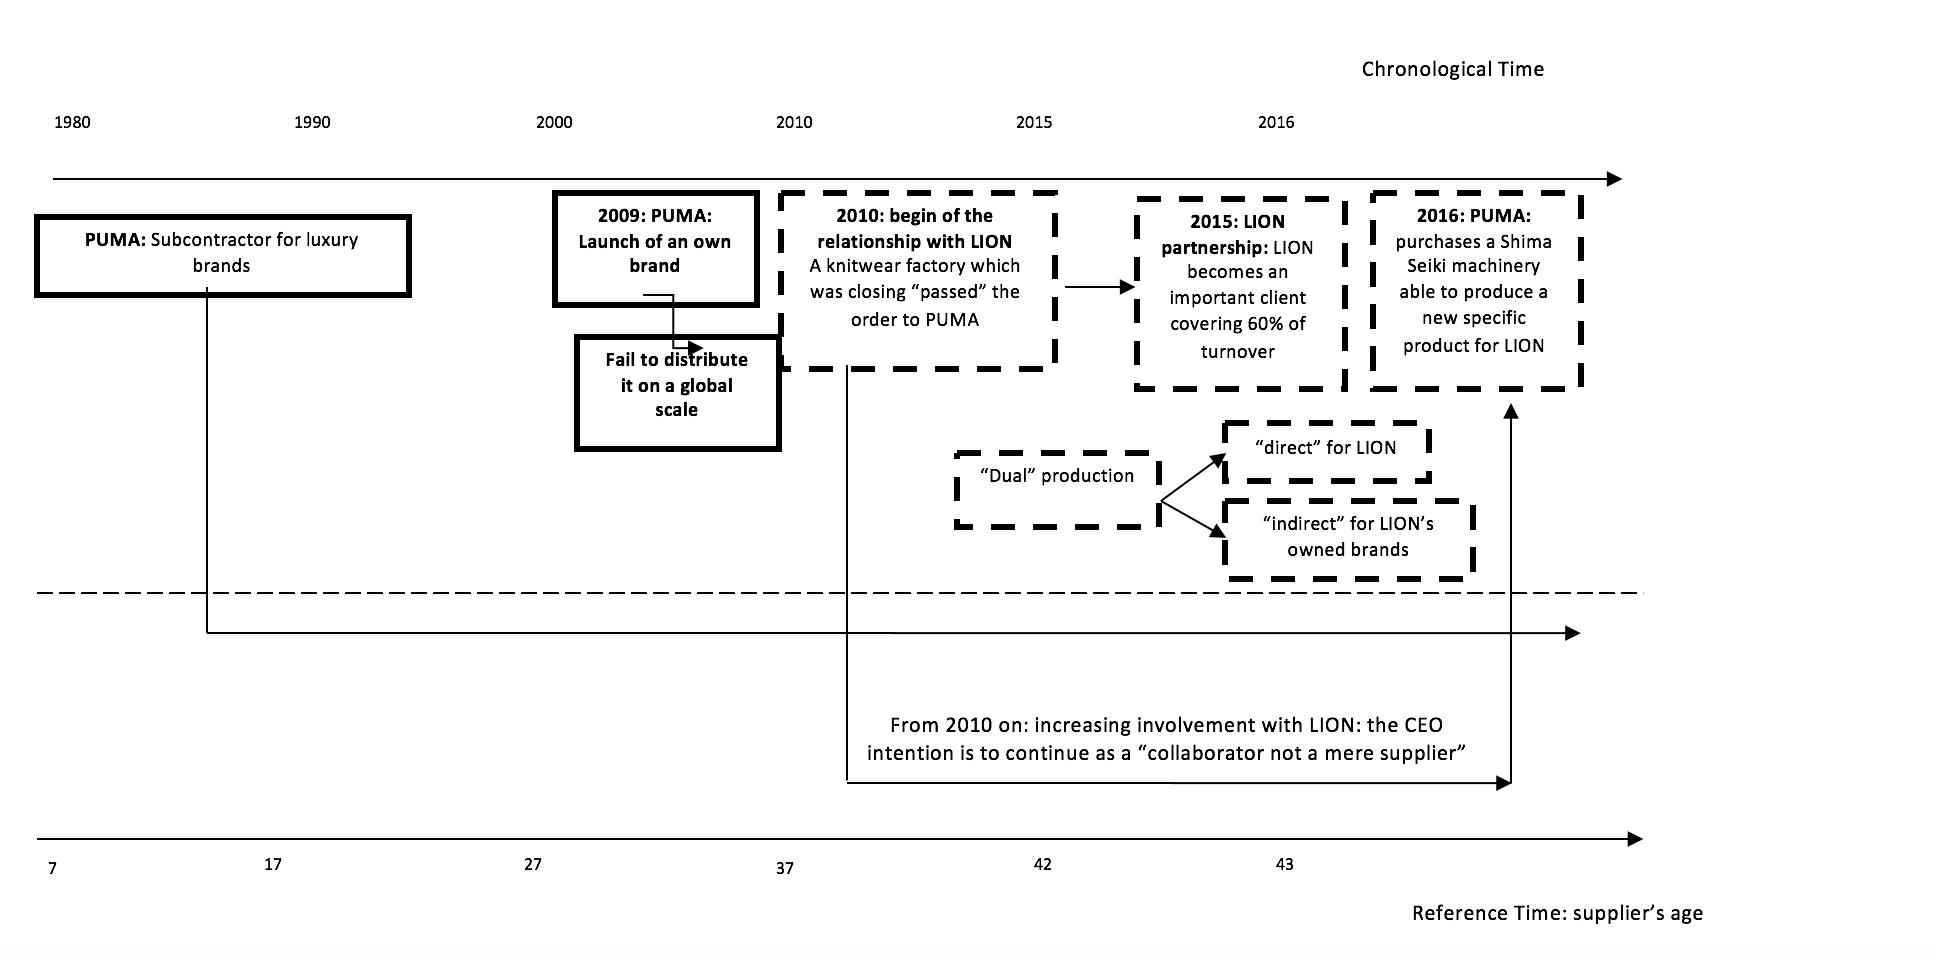 Chronological Time
1980 1990 2000 2010 2015 2016
PUMA: Subcontractor for luxury
brands
2009: PUMA:
Launch of an own
brand
Fail to distribute
it on a global
scale
2010: begin of the
relationship with LION
A knitwear factory which
was closing “passed” the
order to PUMA
2015: LION
partnership: LION
becomes an
important client
covering 60% of
turnover
2016: PUMA:
purchases a Shima
Seiki machinery
able to produce a
new specific
product for LION
“Dual” production
“direct” for LION
“indirect” for LION’s
owned brands
From 2010 on: increasing involvement with LION: the CEO
intention is to continue as a “collaborator not a mere supplier”
7 17 27 37 42 43
Reference Time: supplier’s age